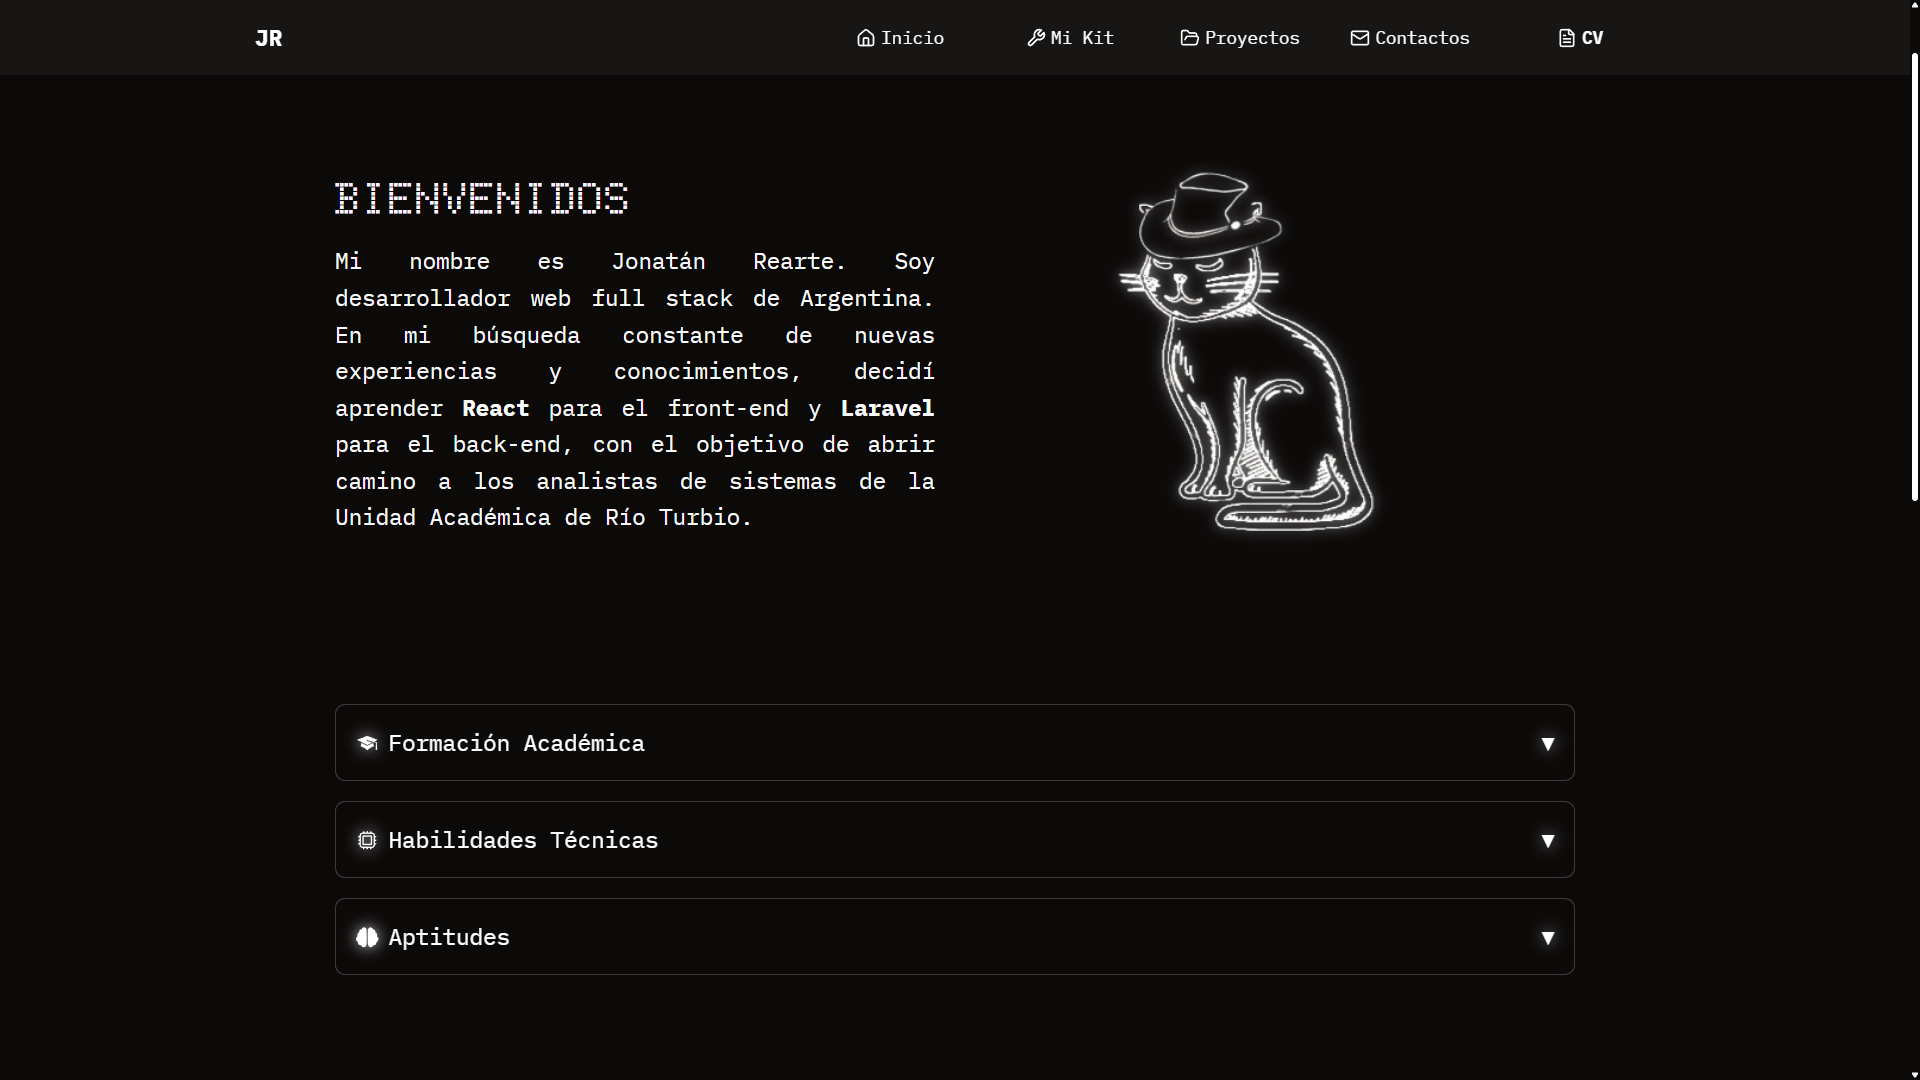 JR
Inicio
Mi Kit
Proyectos
Contactos
CV
BIENVENIDOS
Mi nombre es Jonatán Rearte. Soy
desarrollador web full stack de Argentina.
En mi búsqueda constante de nuevas
experiencias y conocimientos, decidí
aprender React para el front-end y Laravel
para el back-end, con el objetivo de abrir
camino a los analistas de sistemas de la
Unidad Académica de Río Turbio.
Formación Académica
Habilidades Técnicas
Aptitudes